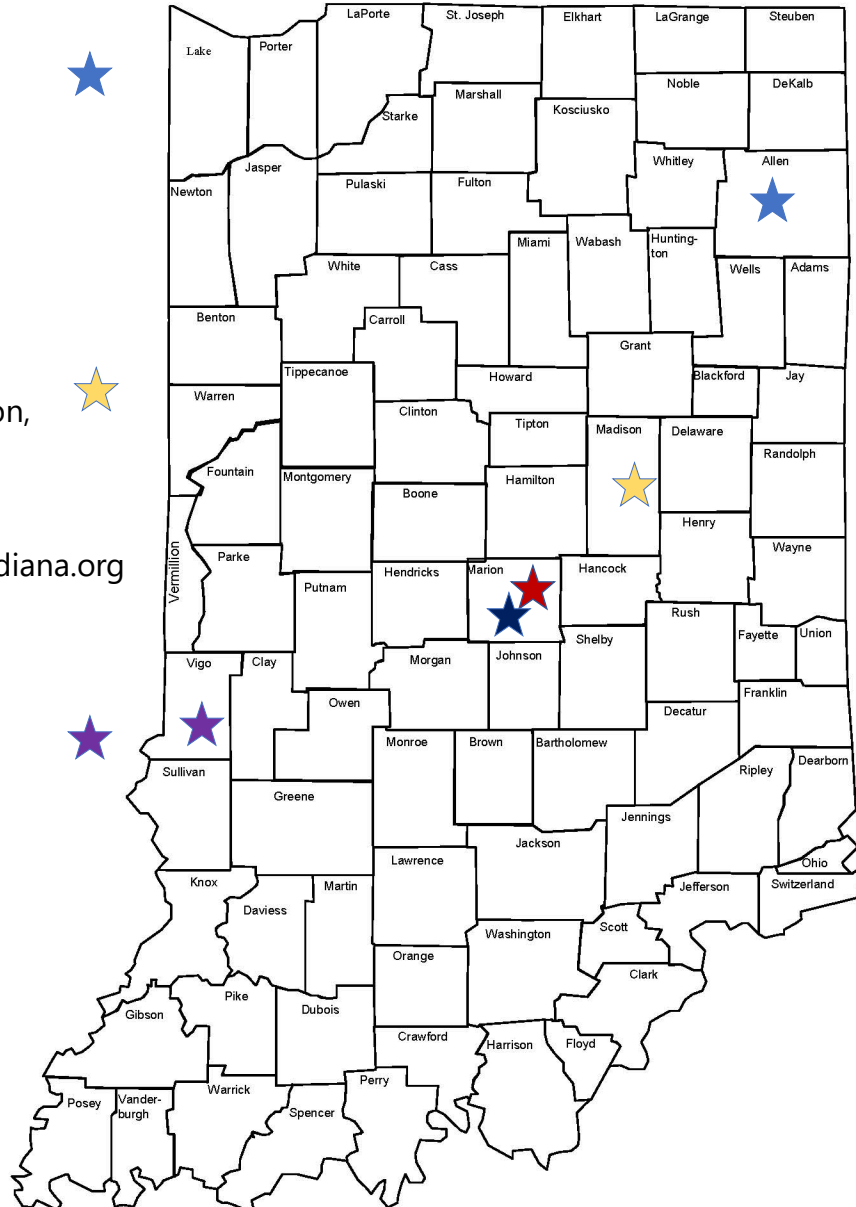 LaPorte
St. Joseph
Elkhart
LaGrange
Steuben
Lake
Porter
Noble
DeKalb
Marshall
Kosciusko
Starke
Whitley
Allen
Jasper
Newton
Pulaski
Fulton
Miami
Wabash
Hunting-
ton
White
Cass
Wells
Adams
Benton
Carroll
Grant
Tippecanoe
Howard
Blackford
Jay
Warren
on,
Clinton
Tipton
Madison
Delaware
Randolph
Fountain
Montgomery
Hamilton
Boone
Henry
Vermillion
Parke
Wayne
diana.org
Putnam
Hendricks
Marion
Hancock
Rush
Fayette
Union
Shelby
Vigo
Clay
Morgan
Johnson
Franklin
Owen
Decatur
Monroe
Brown
Bartholomew
Dearborn
Ripley
Sullivan
Greene
Jennings
Jackson
Lawrence
Ohio
Knox
Martin
Jefferson
Switzerland
Daviess
Washington
Scott
Orange
Clark
Pike
Dubois
Gibson
Crawford
Harrison
Floyd
Perry
Warrick
Posey
Vander-
burgh
Spencer